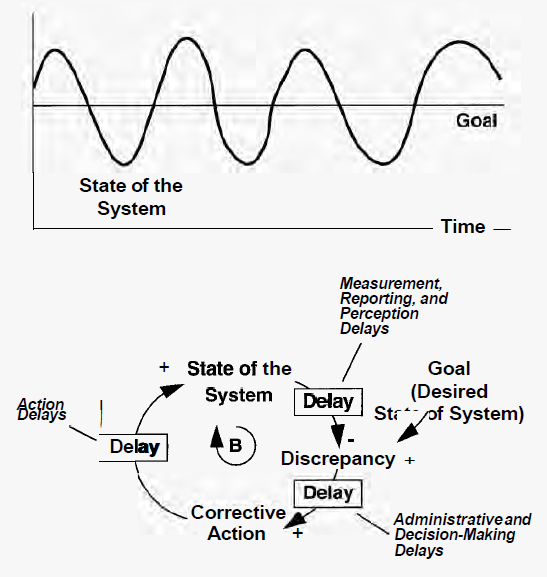 Goal
State of the
System
Time
Measurement,
Reporting, and
Perception
Delays
+
State of the
System
Goal
(Desired
State of System)
Delay
Action
Delays
Delay
B
-
Discrepancy +
Delay
Corrective
Action
+
Administrative and
Decision-Making
Delays